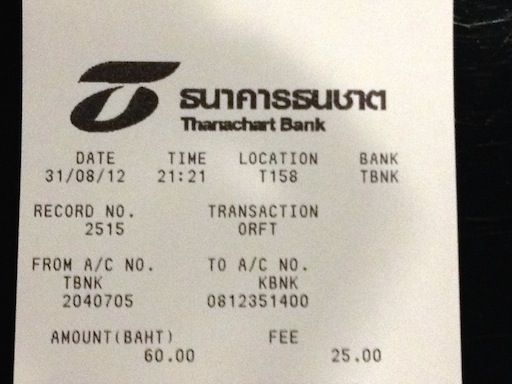 ธนาคารธนชาต
Thanachart Bank
DATE TIME LOCATION BANK
31/08/12 21:21 T158 TBNK
RECORD NO. TRANSACTION
2515 ORFT
FROM A/C NO. TO A/C NO.
TBNK KBNK
2040705 0812351400
AMOUNT(BAHT) FEE
60.00 25.00